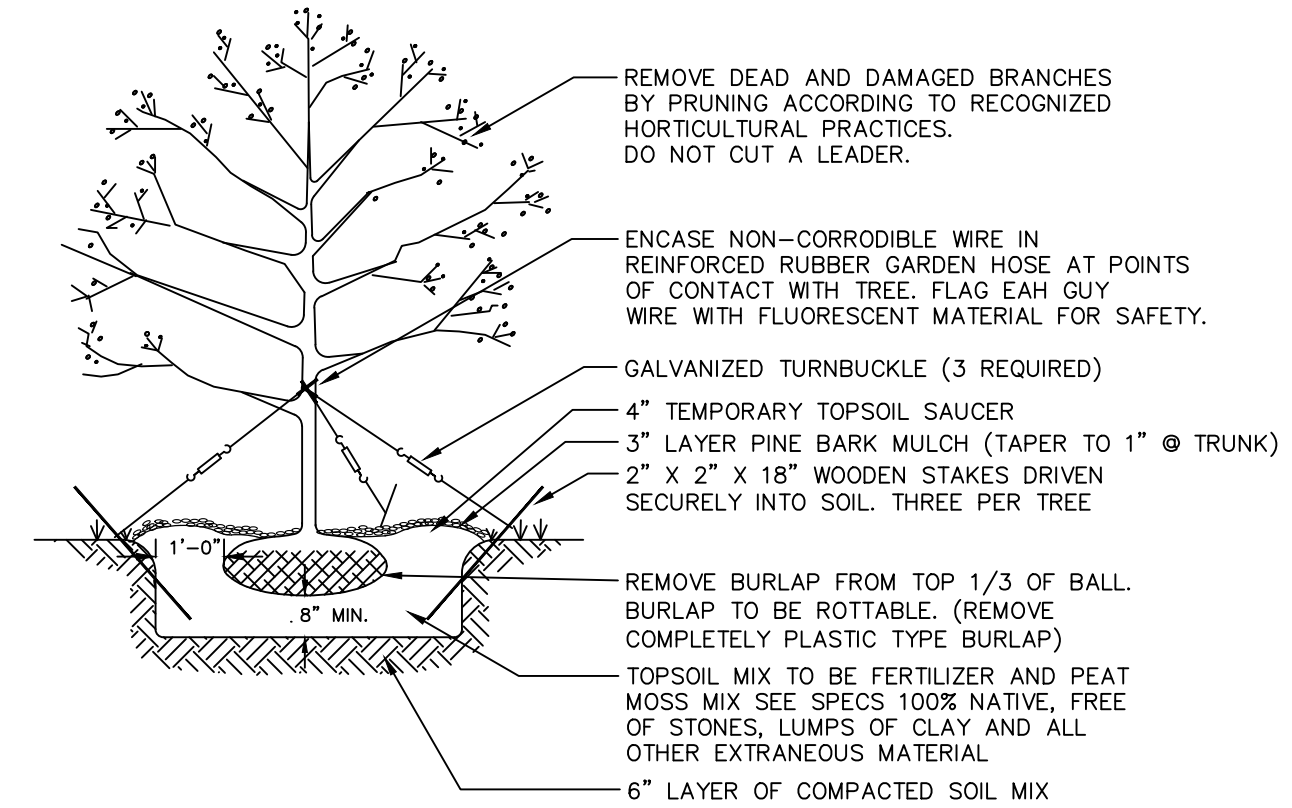 REMOVE DEAD AND DAMAGED BRANCHES
BY PRUNING ACCORDING TO RECOGNIZED
HORTICULTURAL PRACTICES.
DO NOT CUT A LEADER.
ENCASE NON-CORRODIBLE WIRE IN
REINFORCED RUBBER GARDEN HOSE AT POINTS
OF CONTACT WITH TREE. FLAG EAH GUY
WIRE WITH FLUORESCENT MATERIAL FOR SAFETY.
GALVANIZED TURNBUCKLE (3 REQUIRED)
4" TEMPORARY TOPSOIL SAUCER
3" LAYER PINE BARK MULCH (TAPER TO 1" @ TRUNK)
2" X 2" X 18" WOODEN STAKES DRIVEN
SECURELY INTO SOIL. THREE PER TREE
1'-0"
REMOVE BURLAP FROM TOP 1/3 OF BALL.
BURLAP TO BE ROTTABLE. (REMOVE
COMPLETELY PLASTIC TYPE BURLAP)
8" MIN.
TOPSOIL MIX TO BE FERTILIZER AND PEAT
MOSS MIX SEE SPECS 100% NATIVE, FREE
OF STONES, LUMPS OF CLAY AND ALL
OTHER EXTRANEOUS MATERIAL
6" LAYER OF COMPACTED SOIL MIX